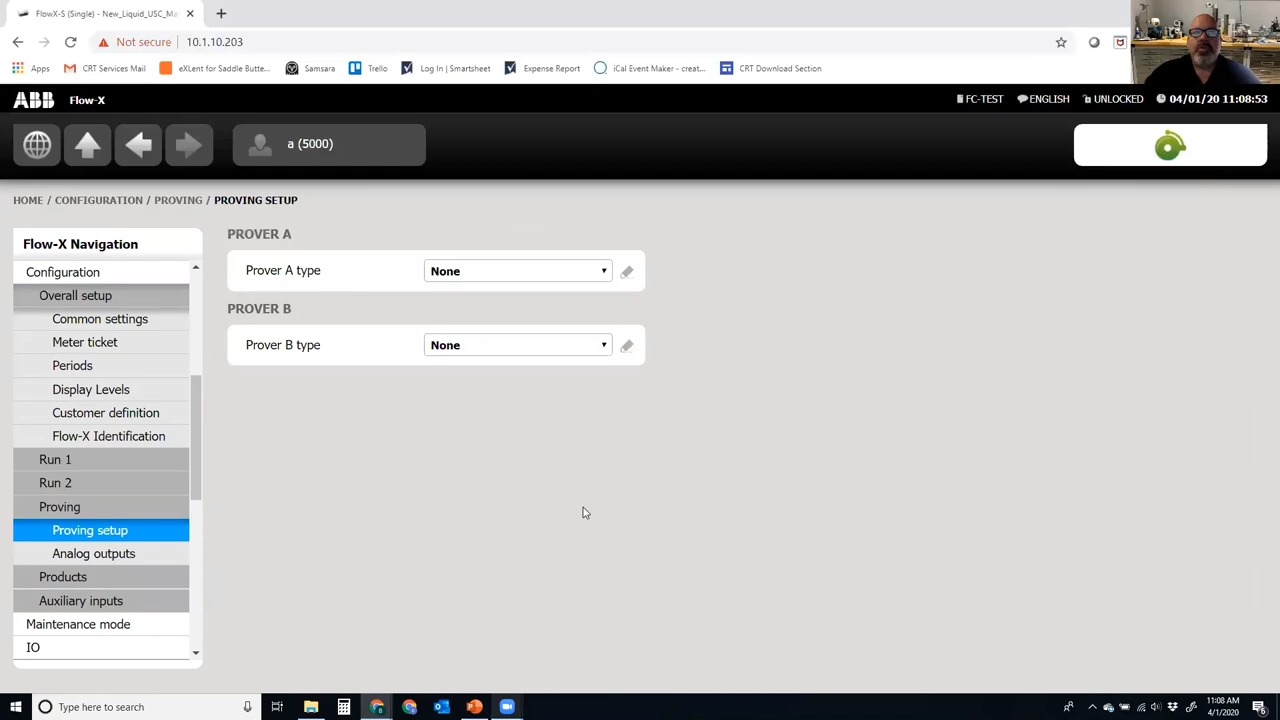 FlowX-S (Single) - New_Liquid_USC_Ma
Not secure
10.1.10.203
Apps
CRT Services Mail
eXLent for Saddle Butte...
Samsara
Trello
Log In | Smartsheet
Expense Report
iCal Event Maker - creat...
CRT Download Section
ABB
Flow-X
FC-TEST
ENGLISH
UNLOCKED
04/01/20 11:08:53
a (5000)
HOME / CONFIGURATION / PROVING / PROVING SETUP
Flow-X Navigation
Configuration
Overall setup
Common settings
Meter ticket
Periods
Display Levels
Customer definition
Flow-X Identification
Run 1
Run 2
Proving
Proving setup
Analog outputs
Products
Auxiliary inputs
Maintenance mode
IO
PROVER A
Prover A type
None
PROVER B
Prover B type
None
Type here to search
11:08 AM
4/1/2020